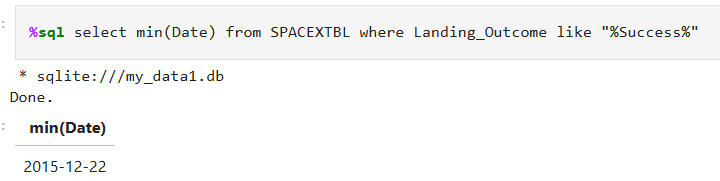 %sql select min(Date) from SPACEXTBL where Landing_Outcome like "%Success%"
* sqlite:///my_data1.db
Done.
min(Date)
2015-12-22